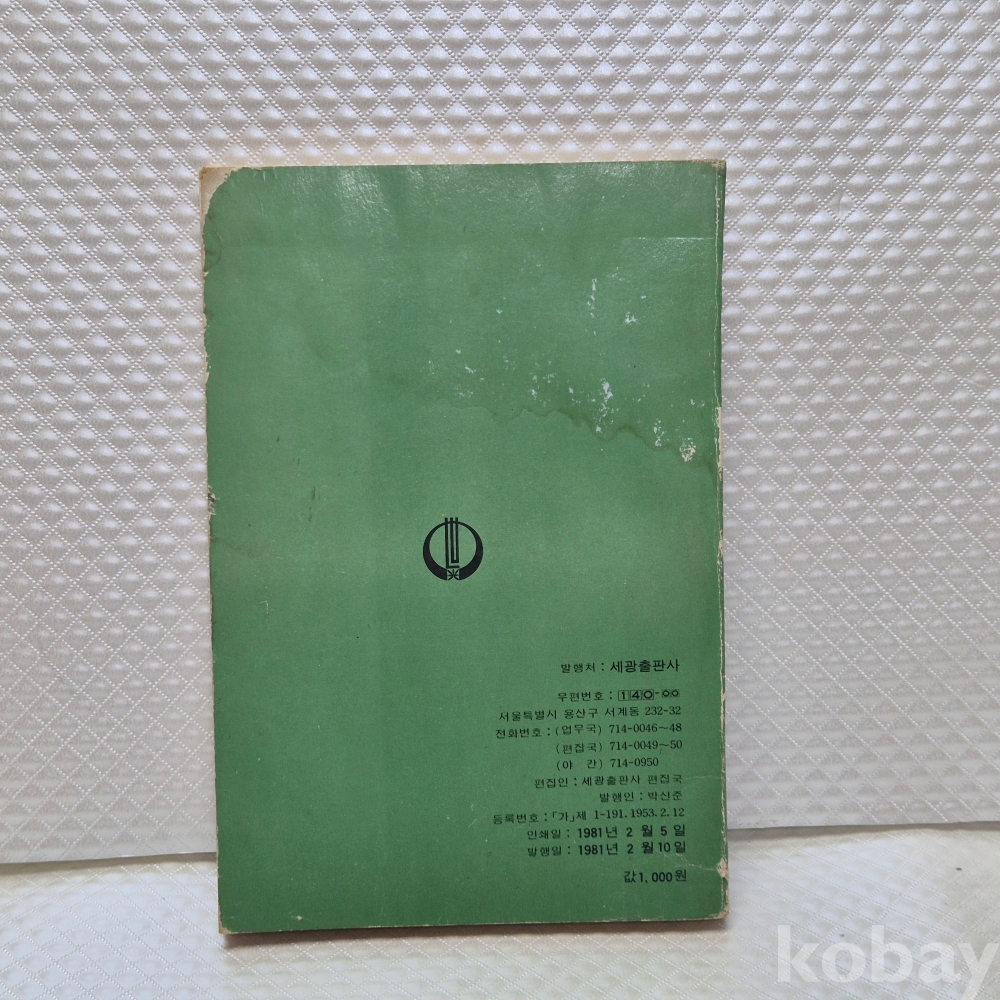 발행처 : 세광출판사
우편번호 : 140-00
서울특별시 용산구 서계동 232-32
전화번호 : (업무국) 714-0046~48
(편집국) 714-0049~50
(야 간) 714-0950
편집인 : 세광출판사 편집국
발행인 : 박신준
등록번호 : 「가」제 1-191. 1953. 2. 12
인쇄일 : 1981년 2 월 5 일
발행일 : 1981년 2 월 10 일
값 1, 000원
kobay